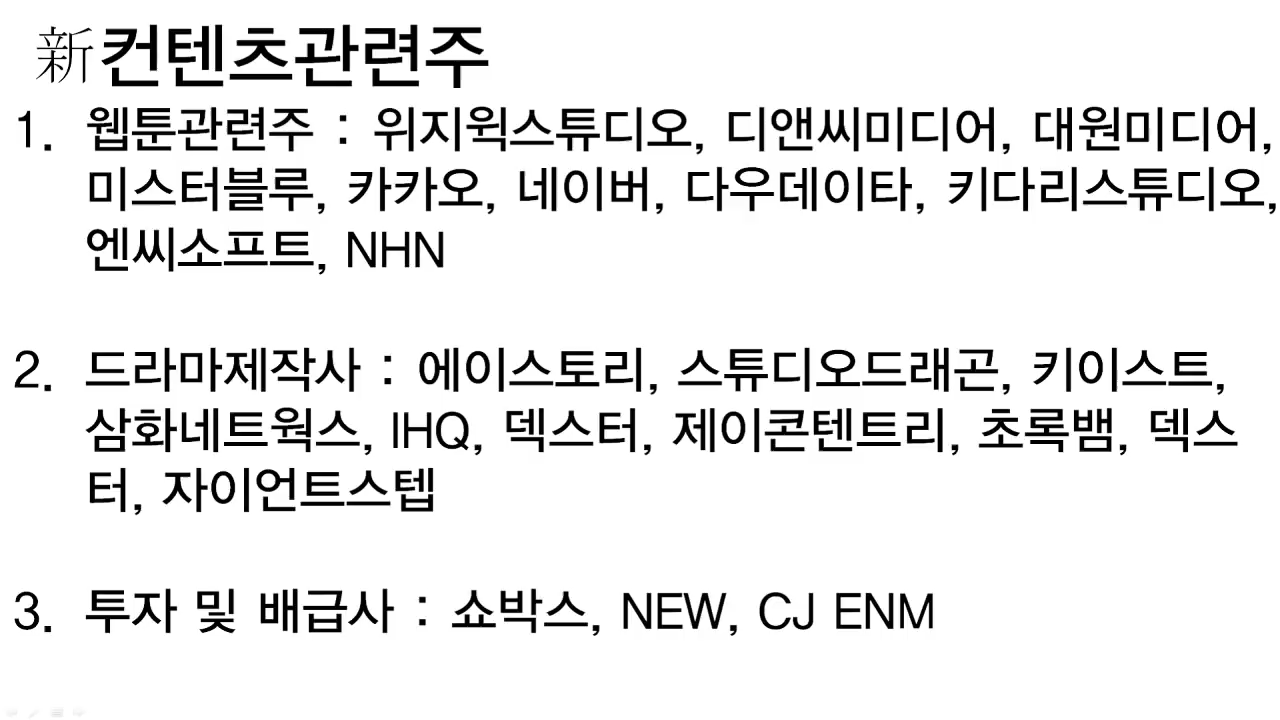 新컨텐츠관련주
1. 웹툰관련주 : 위지윅스튜디오, 디앤씨미디어, 대원미디어,
미스터블루, 카카오, 네이버, 다우데이타, 키다리스튜디오,
엔씨소프트, NHN
2. 드라마제작사 : 에이스토리, 스튜디오드래곤, 키이스트,
삼화네트웍스, IHQ, 덱스터, 제이콘텐트리, 초록뱀, 덱스
터, 자이언트스텝
3. 투자 및 배급사 : 쇼박스, NEW, CJ ENM